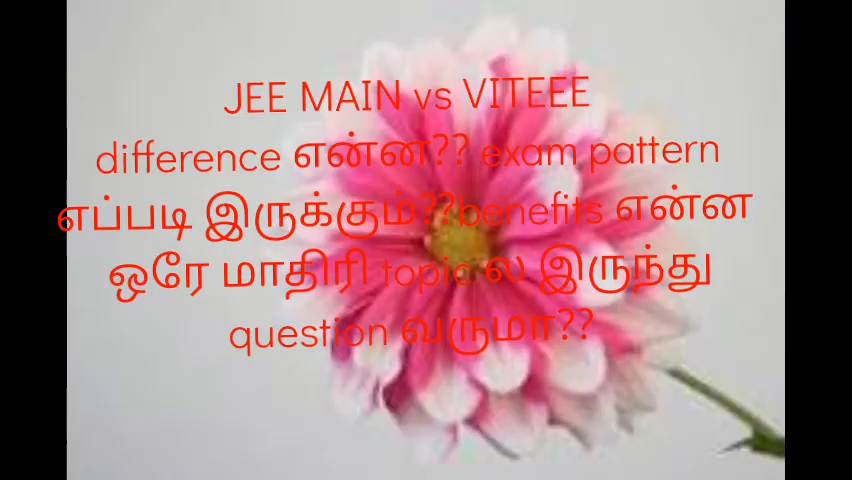 JEE MAIN vs VITEEE
difference என்ன?? exam pattern
எப்படி இருக்கும்??benefits என்ன
ஒரே மாதிரி topic ல இருந்து
question வருமா??